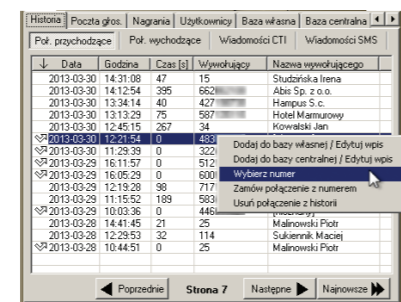 Historia Poczta głos. Nagrania Użytkownicy Baza własna Baza centralna
Poł. przychodzące Poł. wychodzące Wiadomości CTI Wiadomości SMS
Data Godzina Czas [s] Wywołujący Nazwa wywołującego
2013-03-30 14:31:08 47 15 Studzińska Irena
2013-03-30 14:12:54 395 662 Abis Sp. z o.o.
2013-03-30 13:34:14 40 427 Hampus S.c.
2013-03-30 13:13:29 75 587 Hotel Marmurowy
2013-03-30 12:45:15 267 34 Kowalski Jan
2013-03-30 12:21:54 0 483
Dodaj do bazy własnej / Edytuj wpis
2013-03-30 11:29:39 0 322
Dodaj do bazy centralnej / Edytuj wpis
2013-03-29 16:11:57 0 512
Wybierz numer
2013-03-29 16:05:29 0 600
Zamów połączenie z numerem
2013-03-29 12:19:28 98 717
Usuń połączenie z historii
2013-03-29 11:15:52 189 583
2013-03-29 10:03:36 0 446
2013-03-28 14:41:45 21 25 Malinowski Piotr
2013-03-28 12:29:53 32 114 Sukiennik Maciej
2013-03-28 10:44:51 0 25 Malinowski Piotr
Poprzednie Strona 7 Następne Najnowsze